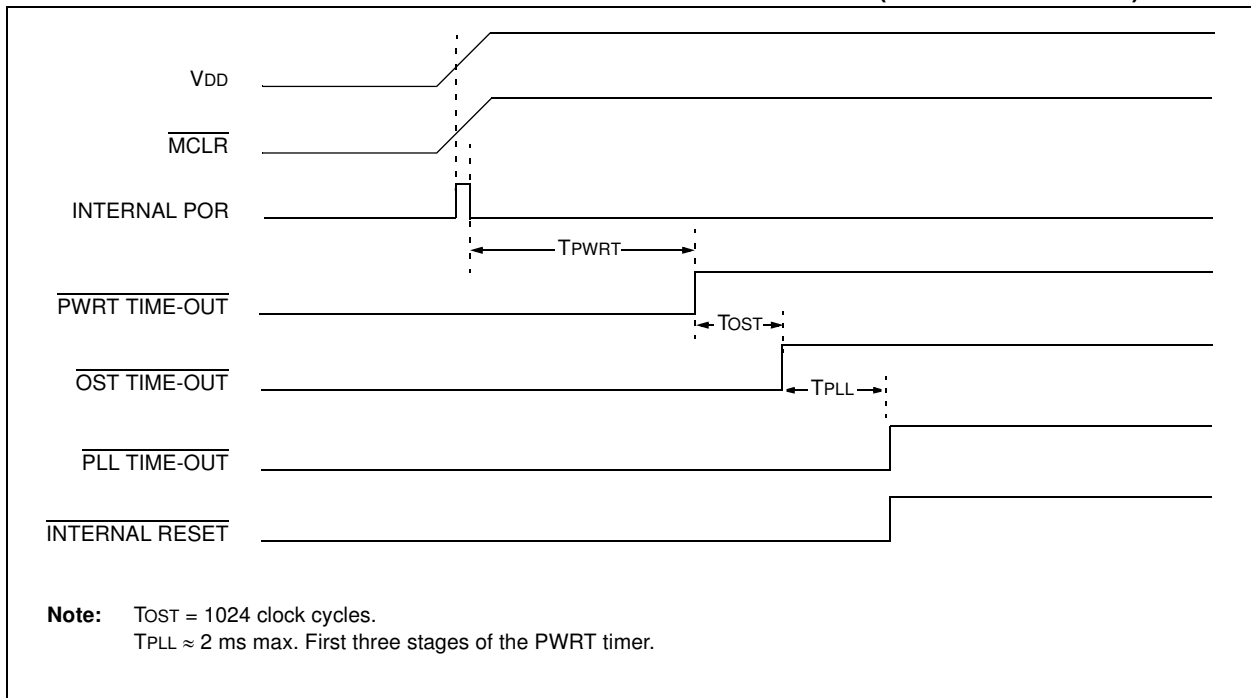 VDD
MCLR
INTERNAL POR
TPWRT
PWRT TIME-OUT
TOST
OST TIME-OUT
TPLL
PLL TIME-OUT
INTERNAL RESET
Note: TOST = 1024 clock cycles.
TPLL ≈ 2 ms max. First three stages of the PWRT timer.